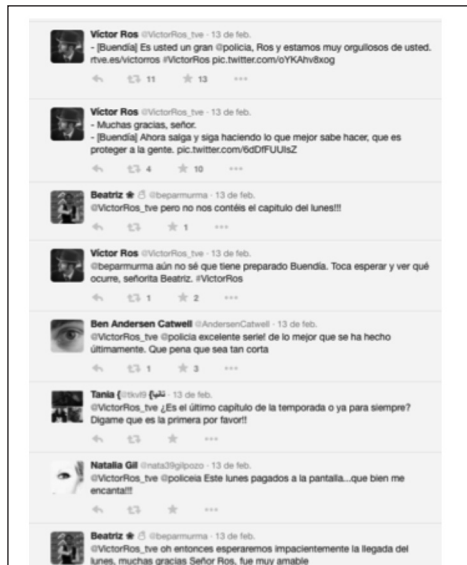 Víctor Ros @VictorRos_tve · 13 de feb.
- [Buendía] Es usted un gran @policia, Ros y estamos muy orgullosos de usted.
rtve.es/victorros #VictorRos pic.twitter.com/oYKAhv8xog
11 13
Víctor Ros @VictorRos_tve · 13 de feb.
- Muchas gracias, señor.
- [Buendía] Ahora salga y siga haciendo lo que mejor sabe hacer, que es
proteger a la gente. pic.twitter.com/6dDfFUUIsZ
4 10
Beatriz @beparmurma · 13 de feb.
@VictorRos_tve pero no nos contéis el capitulo del lunes!!!
1
Víctor Ros @VictorRos_tve · 13 de feb.
@beparmurma aún no sé que tiene preparado Buendía. Toca esperar y ver qué
ocurre, señorita Beatriz. #VictorRos
1 2
Ben Andersen Catwell @AndersenCatwell · 13 de feb.
@VictorRos_tve @policia excelente serie! de lo mejor que se ha hecho
últimamente. Que pena que sea tan corta
1 3
Tania · 13 de feb.
@VictorRos_tve ¿Es el último capítulo de la temporada o ya para siempre?
Digame que es la primera por favor!!
Natalia Gil @nata39gilpozo · 13 de feb.
@VictorRos_tve @policeia Este lunes pagados a la pantalla...que bien me
encanta!!!
Beatriz @beparmurma · 13 de feb.
@VictorRos_tve oh entonces esperaremos impacientemente la llegada del
lunes, muchas gracias Señor Ros, fue muy amable